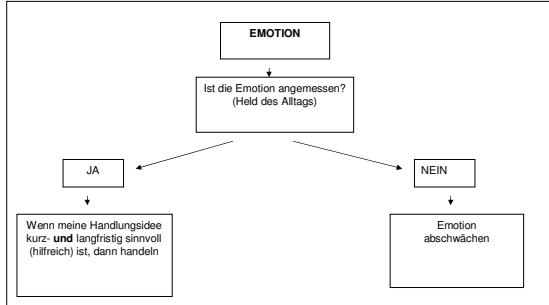 EMOTION
Ist die Emotion angemessen?
(Held des Alltags)
JA
NEIN
Wenn meine Handlungsidee
kurz- und langfristig sinnvoll
(hilfreich) ist, dann handeln
Emotion
abschwächen